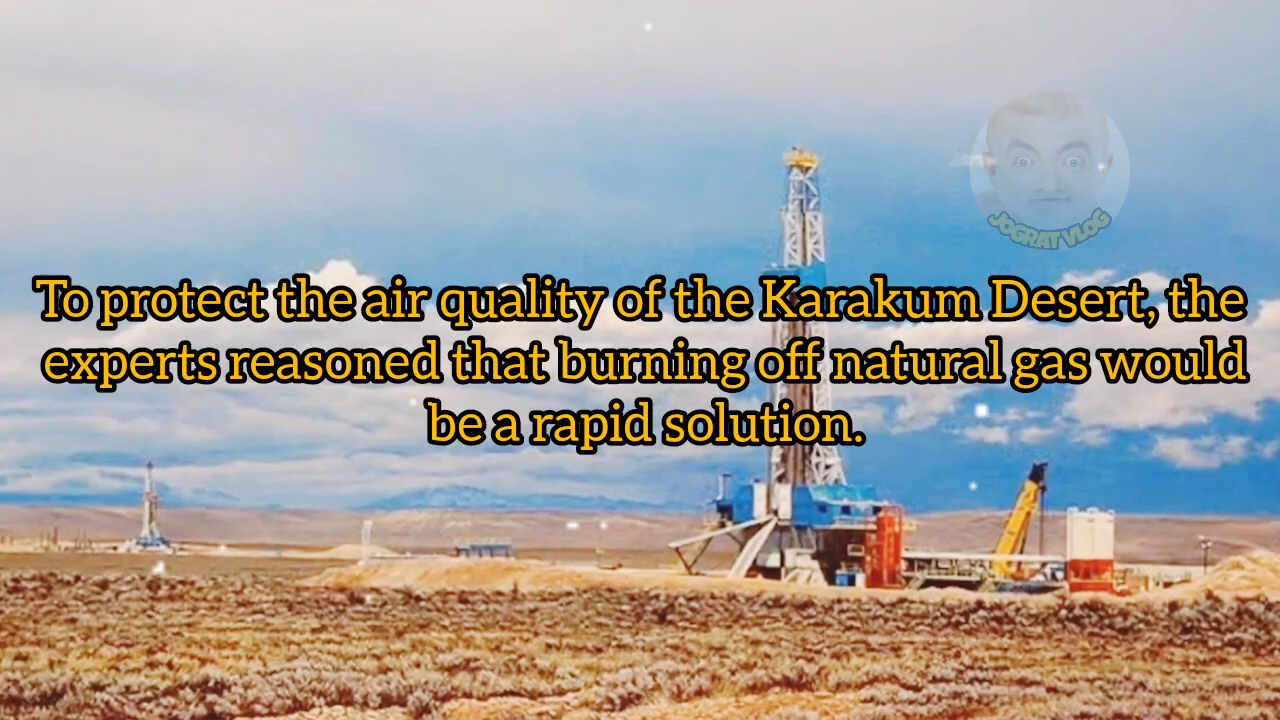 JOGRAT VLOG
To protect the air quality of the Karakum Desert, the
experts reasoned that burning off natural gas would
be a rapid solution.